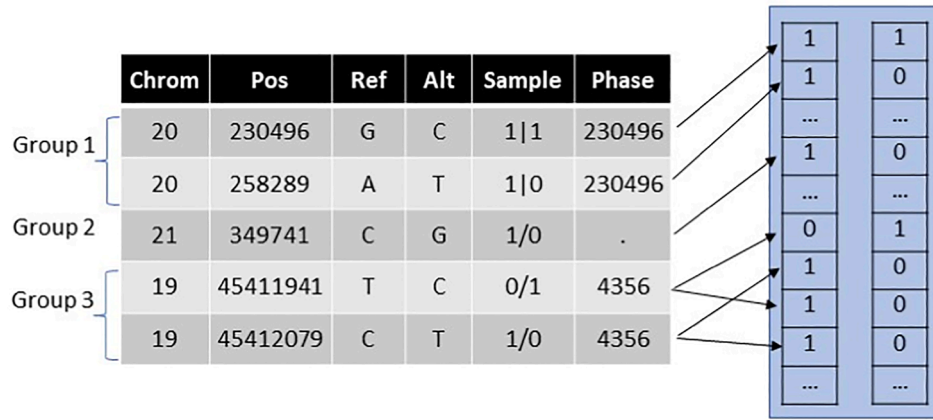 Chrom Pos Ref Alt Sample Phase
20 230496 G C 1|1 230496
20 258289 A T 1|0 230496
21 349741 C G 1/0 .
19 45411941 T C 0/1 4356
19 45412079 C T 1/0 4356
Group 1
Group 2
Group 3
1 1
1 0
... ...
1 0
... ...
0 1
1 0
1 0
1 0
... ...